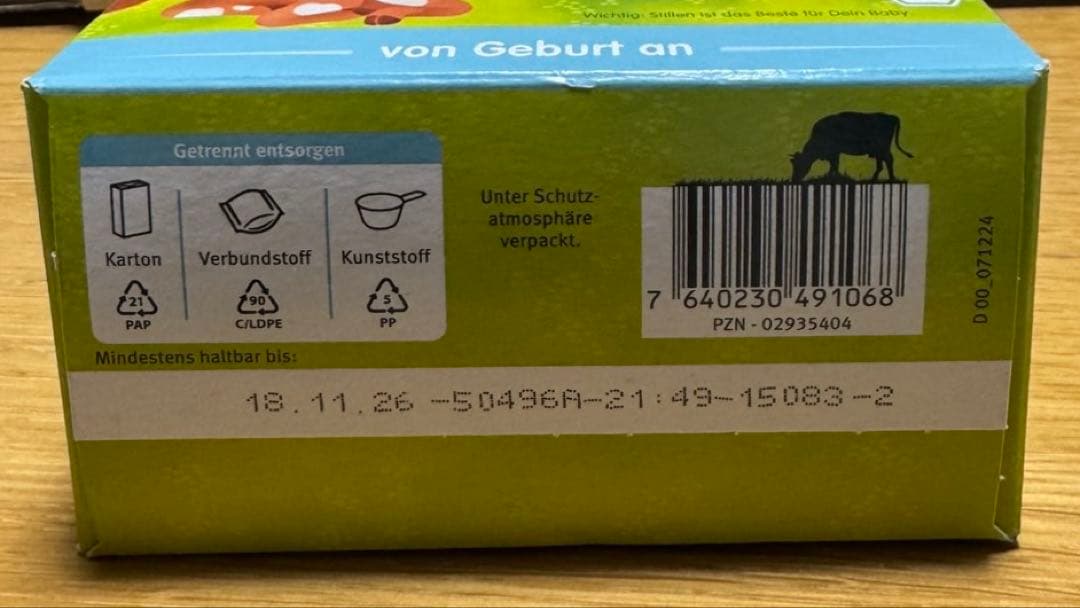 Wichtig: Stillen ist das Beste für Dein Baby
von Geburt an
Getrennt entsorgen
Karton
Verbundstoff
Kunststoff
21
PAP
90
C/LDPE
5
PP
Unter Schutz-
atmosphäre
verpackt.
7 640230 491068
PZN - 02935404
D00_071224
Mindestens haltbar bis:
18.11.26 -50496A-21:49-15083-2